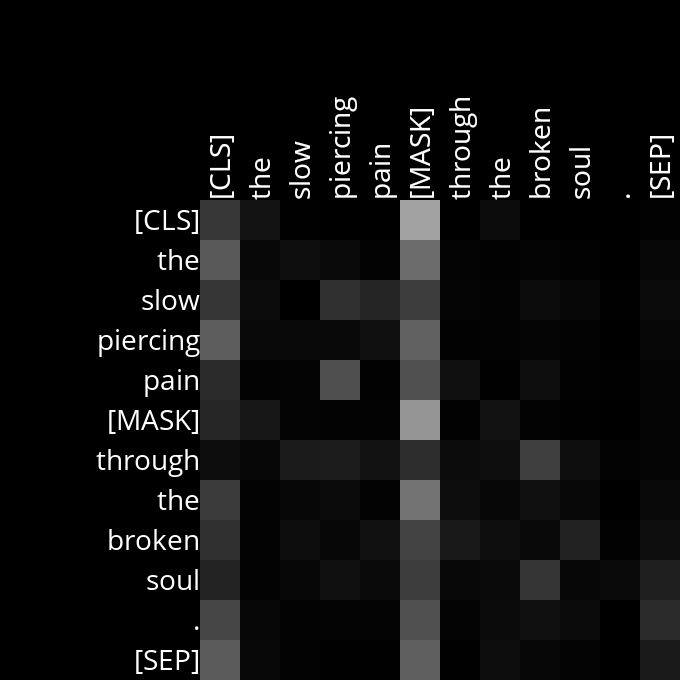 [CLS] the slow piercing pain [MASK] through the broken soul . [SEP]
[CLS]
the
slow
piercing
pain
[MASK]
through
the
broken
soul
.
[SEP]